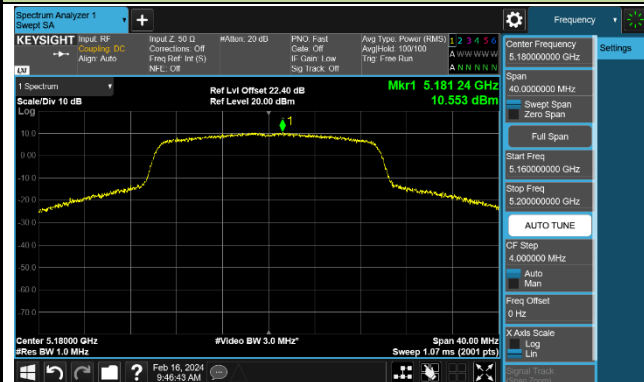 Spectrum Analyzer 1
Swept SA
Frequency
KEYSIGHT
Input: RF
Coupling: DC
Align: Auto
Input Z: 50 Ω
Corrections: Off
Freq Ref: Int (S)
NFE: Off
#Atten: 20 dB
PNO: Fast
Gate: Off
IF Gain: Low
Sig Track: Off
Avg Type: Power (RMS)
Avg|Hold: 100/100
Trig: Free Run
1 2 3 4 5 6
A W W W W W
A N N N N N
LXI
1 Spectrum
Scale/Div 10 dB
Log
Ref Lvl Offset 22.40 dB
Ref Level 20.00 dBm
Mkr1 5.181 24 GHz
10.553 dBm
1
10.0
0.00
-10.0
-20.0
-30.0
-40.0
-50.0
-60.0
-70.0
Center 5.18000 GHz
#Res BW 1.0 MHz
#Video BW 3.0 MHz*
Span 40.00 MHz
Sweep 1.07 ms (2001 pts)
Center Frequency
5.180000000 GHz
Settings
Span
40.0000000 MHz
Swept Span
Zero Span
Full Span
Start Freq
5.160000000 GHz
Stop Freq
5.200000000 GHz
AUTO TUNE
CF Step
4.000000 MHz
Auto
Man
Freq Offset
0 Hz
X Axis Scale
Log
Lin
Signal Track
(Span Zoom)
?
Feb 16, 2024
9:46:43 AM